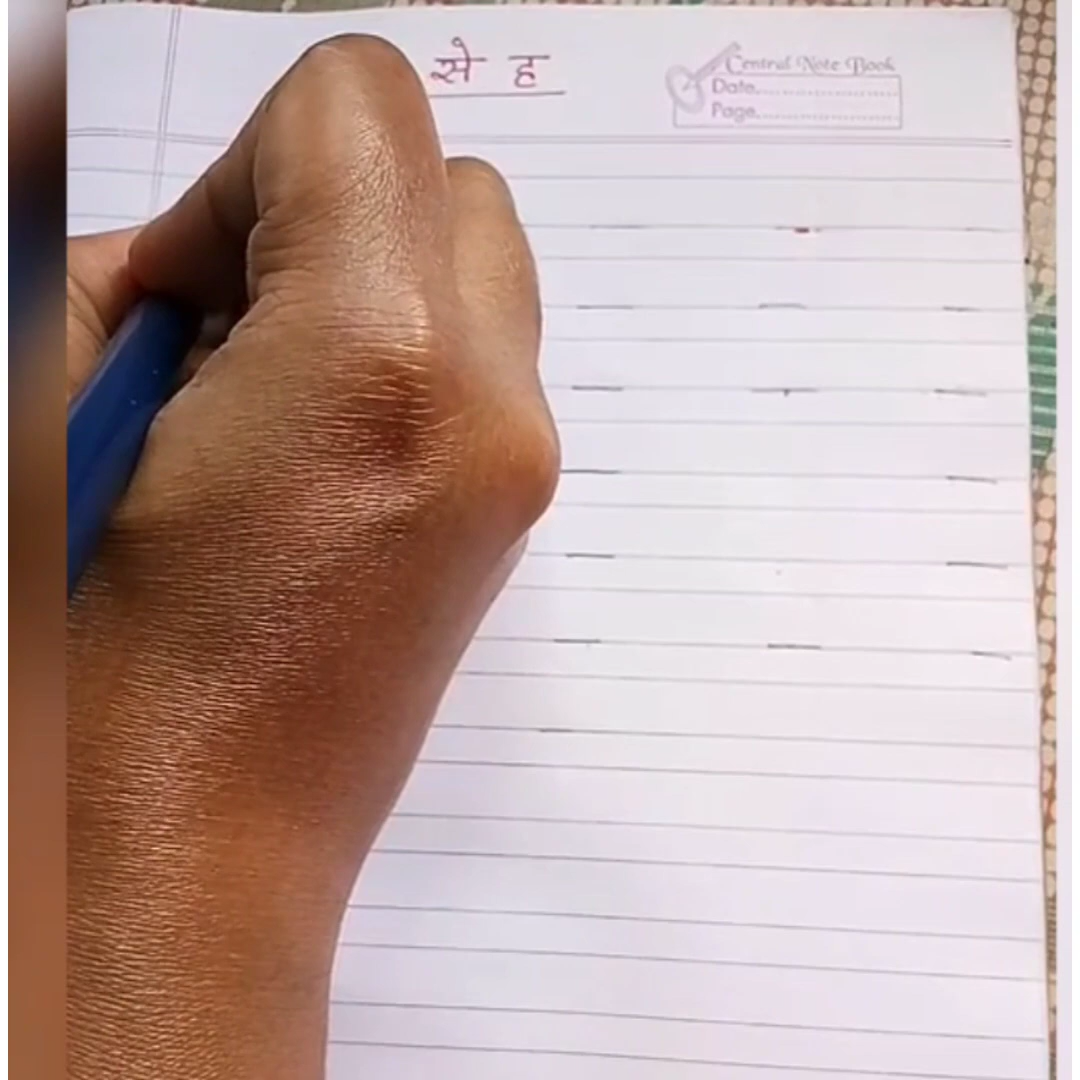 से ह
Central Note Book
Date
Page